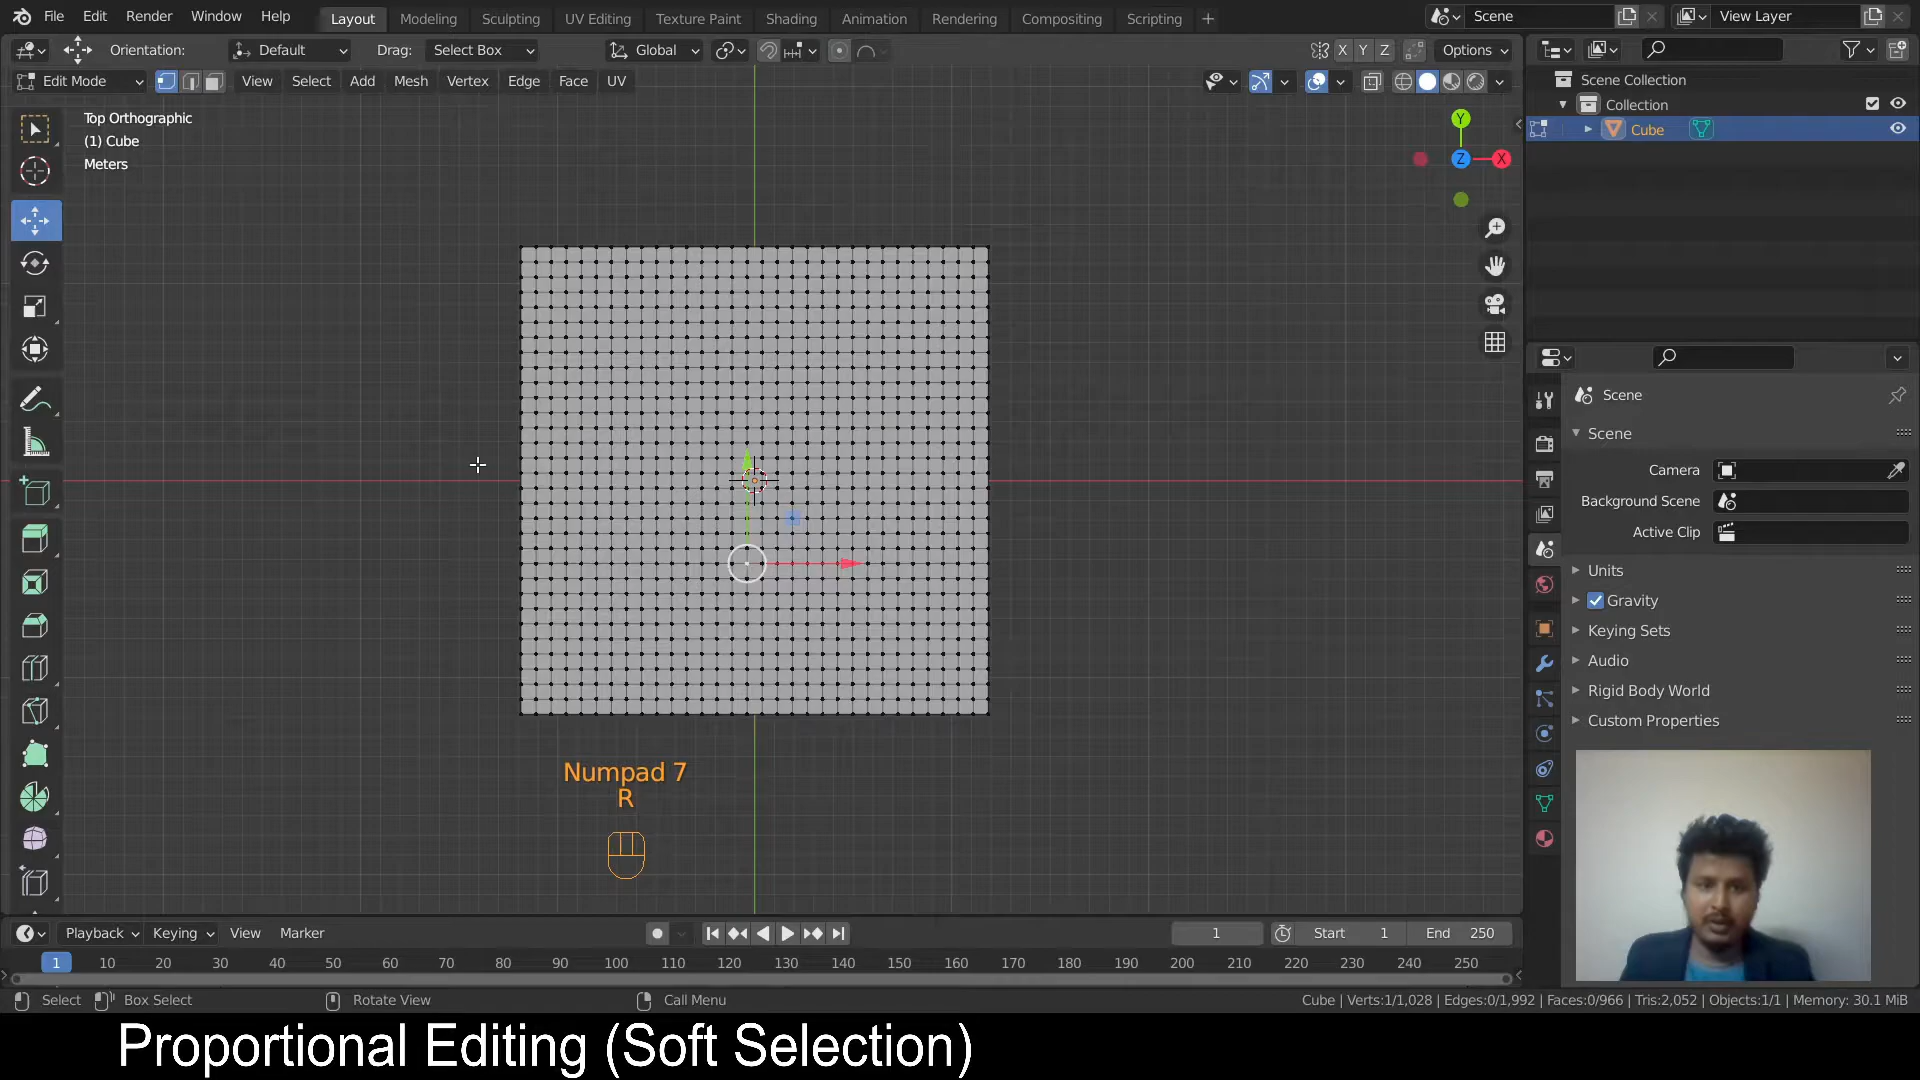 File Edit Render Window Help Layout Modeling Sculpting UV Editing Texture Paint Shading Animation Rendering Compositing Scripting + Scene View Layer
Orientation: Default Drag: Select Box Global X Y Z Options
Edit Mode View Select Add Mesh Vertex Edge Face UV
Scene Collection
Collection
Cube
Top Orthographic
(1) Cube
Meters
Y
Z
X
Scene
Scene
Camera
Background Scene
Active Clip
Units
Gravity
Keying Sets
Audio
Rigid Body World
Custom Properties
Numpad 7
R
Playback Keying View Marker 1 Start 1 End 250
1 10 20 30 40 50 60 70 80 90 100 110 120 130 140 150 160 170 180 190 200 210 220 230 240 250
Select Box Select Rotate View Call Menu Cube | Verts:1/1,028 | Edges:0/1,992 | Faces:0/966 | Tris:2,052 | Objects:1/1 | Memory: 30.1 MiB
Proportional Editing (Soft Selection)